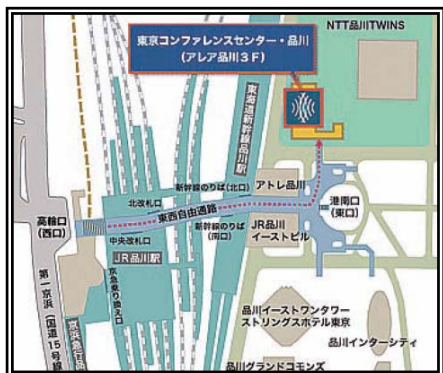 NTT品川TWINS
東京コンファレンスセンター・品川
(アレア品川3F)
東海道新幹線品川駅
北改札口
新幹線のりば(北口)
アトレ品川
高輪口
(西口)
東西自由通路
港南口
(東口)
中央改札口
新幹線のりば
(南口)
JR品川
イーストビル
JR品川駅
京急乗り換え口
第一京浜(国道15号線
京浜急行品
品川イーストワンタワー
ストリングスホテル東京
品川インターシティ
品川グランドコモンズ